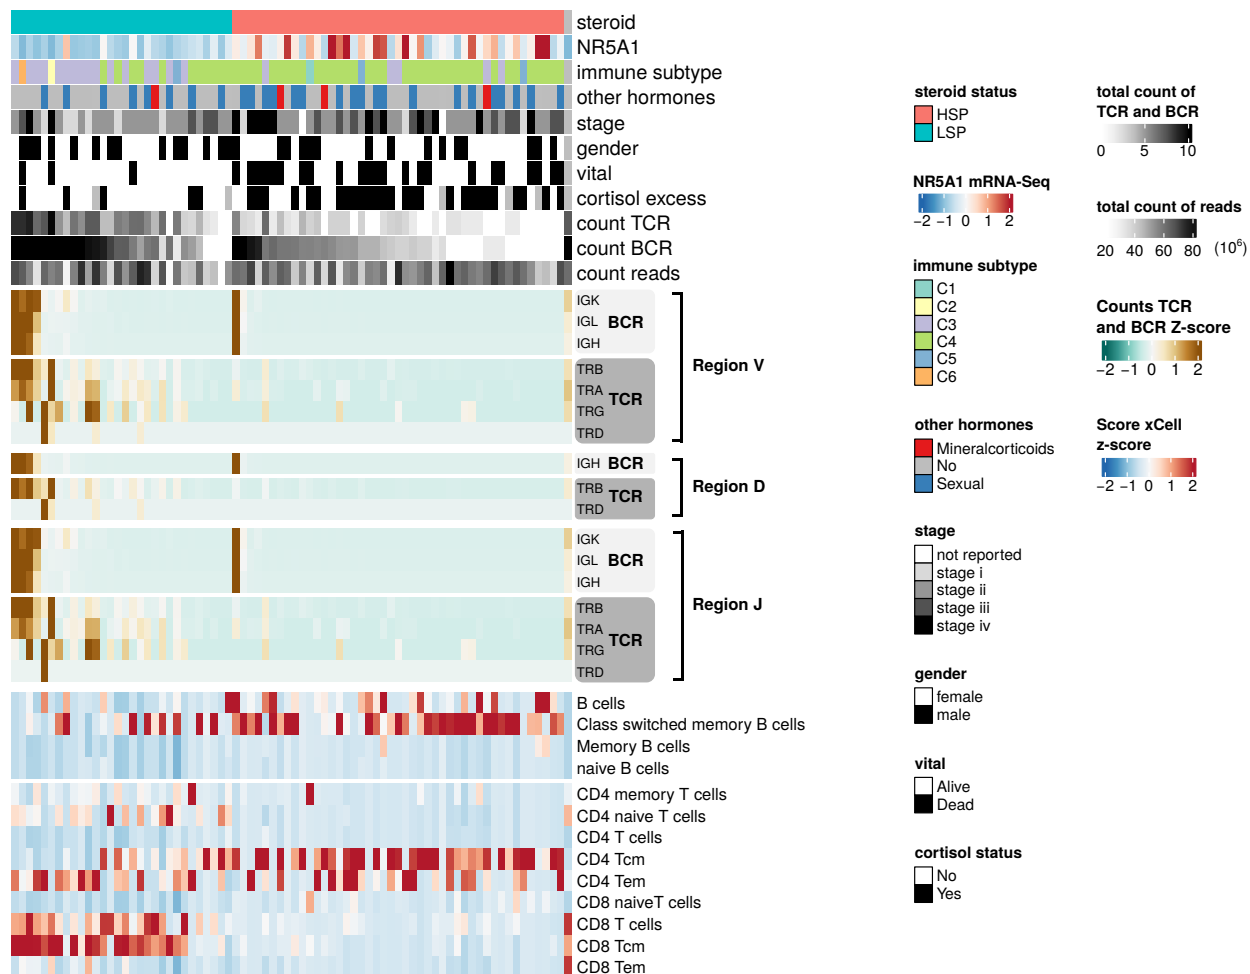 steroid
NR5A1
immune subtype
other hormones
stage
gender
vital
cortisol excess
count TCR
count BCR
count reads
IGK
IGL BCR
IGH
TRB
TRA TCR
TRG
TRD
Region V
IGH BCR
TRB TCR
TRD
Region D
IGK
IGL BCR
IGH
TRB
TRA TCR
TRG
TRD
Region J
B cells
Class switched memory B cells
Memory B cells
naive B cells
CD4 memory T cells
CD4 naive T cells
CD4 T cells
CD4 Tcm
CD4 Tem
CD8 naiveT cells
CD8 T cells
CD8 Tcm
CD8 Tem
steroid status
HSP
LSP
NR5A1 mRNA-Seq
−2 −1 0 1 2
immune subtype
C1
C2
C3
C4
C5
C6
other hormones
Mineralcorticoids
No
Sexual
stage
not reported
stage i
stage ii
stage iii
stage iv
gender
female
male
vital
Alive
Dead
cortisol status
No
Yes
total count of
TCR and BCR
0 5 10
total count of reads
20 40 60 80 (10⁶)
Counts TCR
and BCR Z-score
−2 −1 0 1 2
Score xCell
z-score
−2 −1 0 1 2